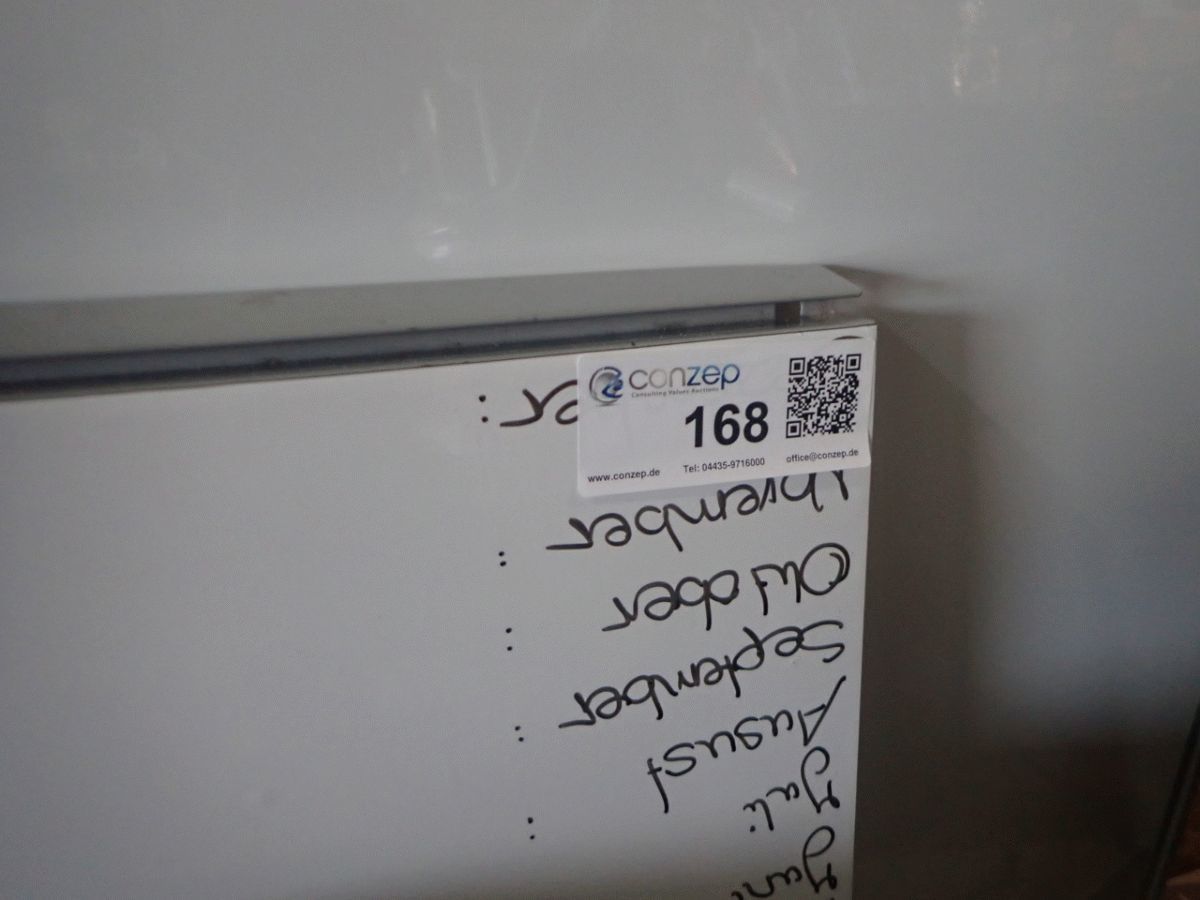 conzep
Consulting Values Auctions
168
www.conzep.de Tel: 04435-9716000 office@conzep.de
er :
November :
Oktober :
September :
August
Juli :
Juni